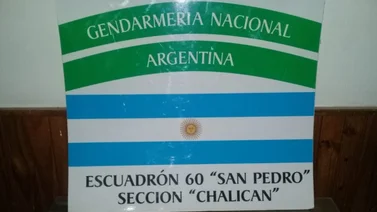 GENDARMERIA NACIONAL
ARGENTINA
ESCUADRÓN 60 “SAN PEDRO”
SECCION “CHALICAN”